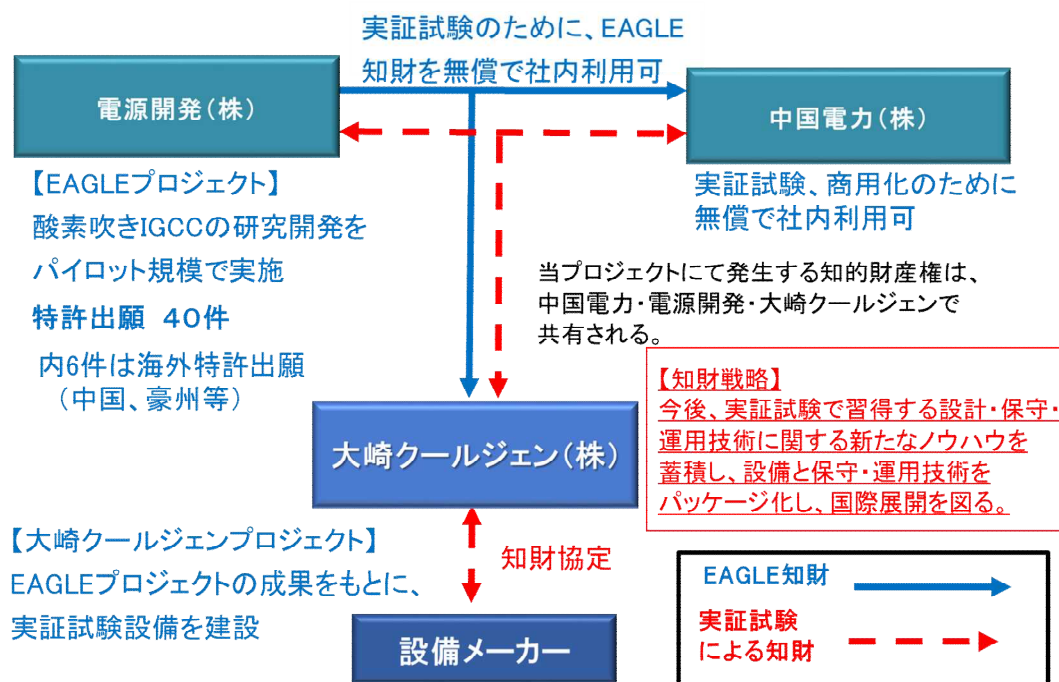 実証試験のために、EAGLE
知財を無償で社内利用可
電源開発(株)
中国電力(株)
【EAGLEプロジェクト】
酸素吹きIGCCの研究開発を
パイロット規模で実施
特許出願 40件
内6件は海外特許出願
(中国、豪州等)
実証試験、商用化のために
無償で社内利用可
当プロジェクトにて発生する知的財産権は、
中国電力・電源開発・大崎クールジェンで
共有される。
【知財戦略】
今後、実証試験で習得する設計・保守・
運用技術に関する新たなノウハウを
蓄積し、設備と保守・運用技術を
パッケージ化し、国際展開を図る。
大崎クールジェン(株)
【大崎クールジェンプロジェクト】
EAGLEプロジェクトの成果をもとに、
実証試験設備を建設
知財協定
設備メーカー
EAGLE知財
実証試験
による知財